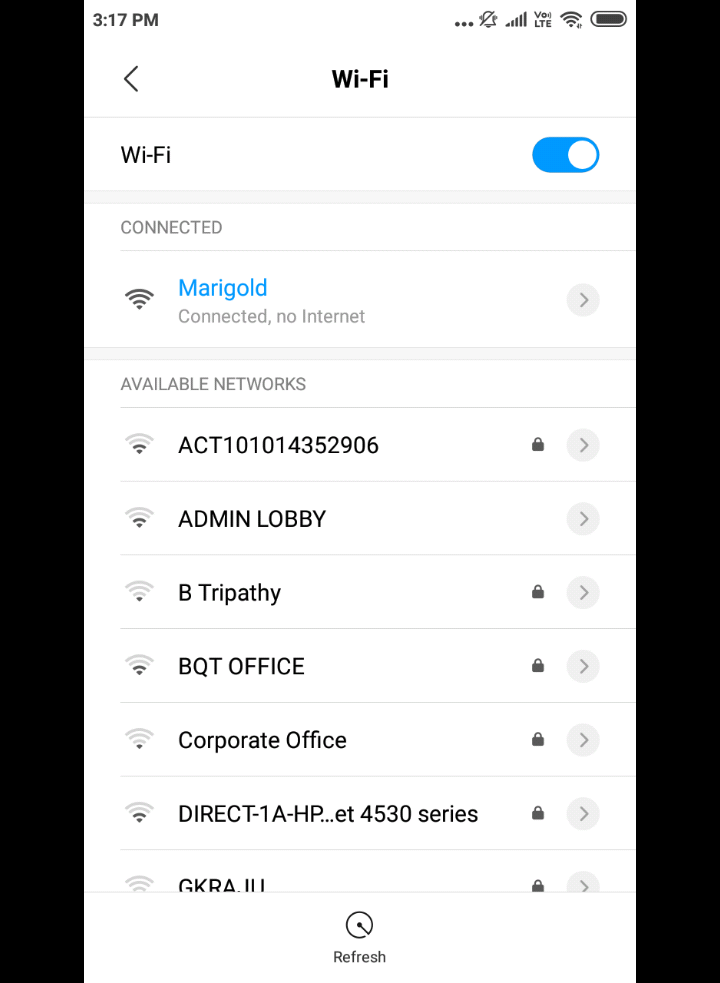 3:17 PM
... Vo) LTE
Wi-Fi
Wi-Fi
CONNECTED
Marigold
Connected, no Internet
AVAILABLE NETWORKS
ACT101014352906
ADMIN LOBBY
B Tripathy
BQT OFFICE
Corporate Office
DIRECT-1A-HP...et 4530 series
GKRAJU
Refresh